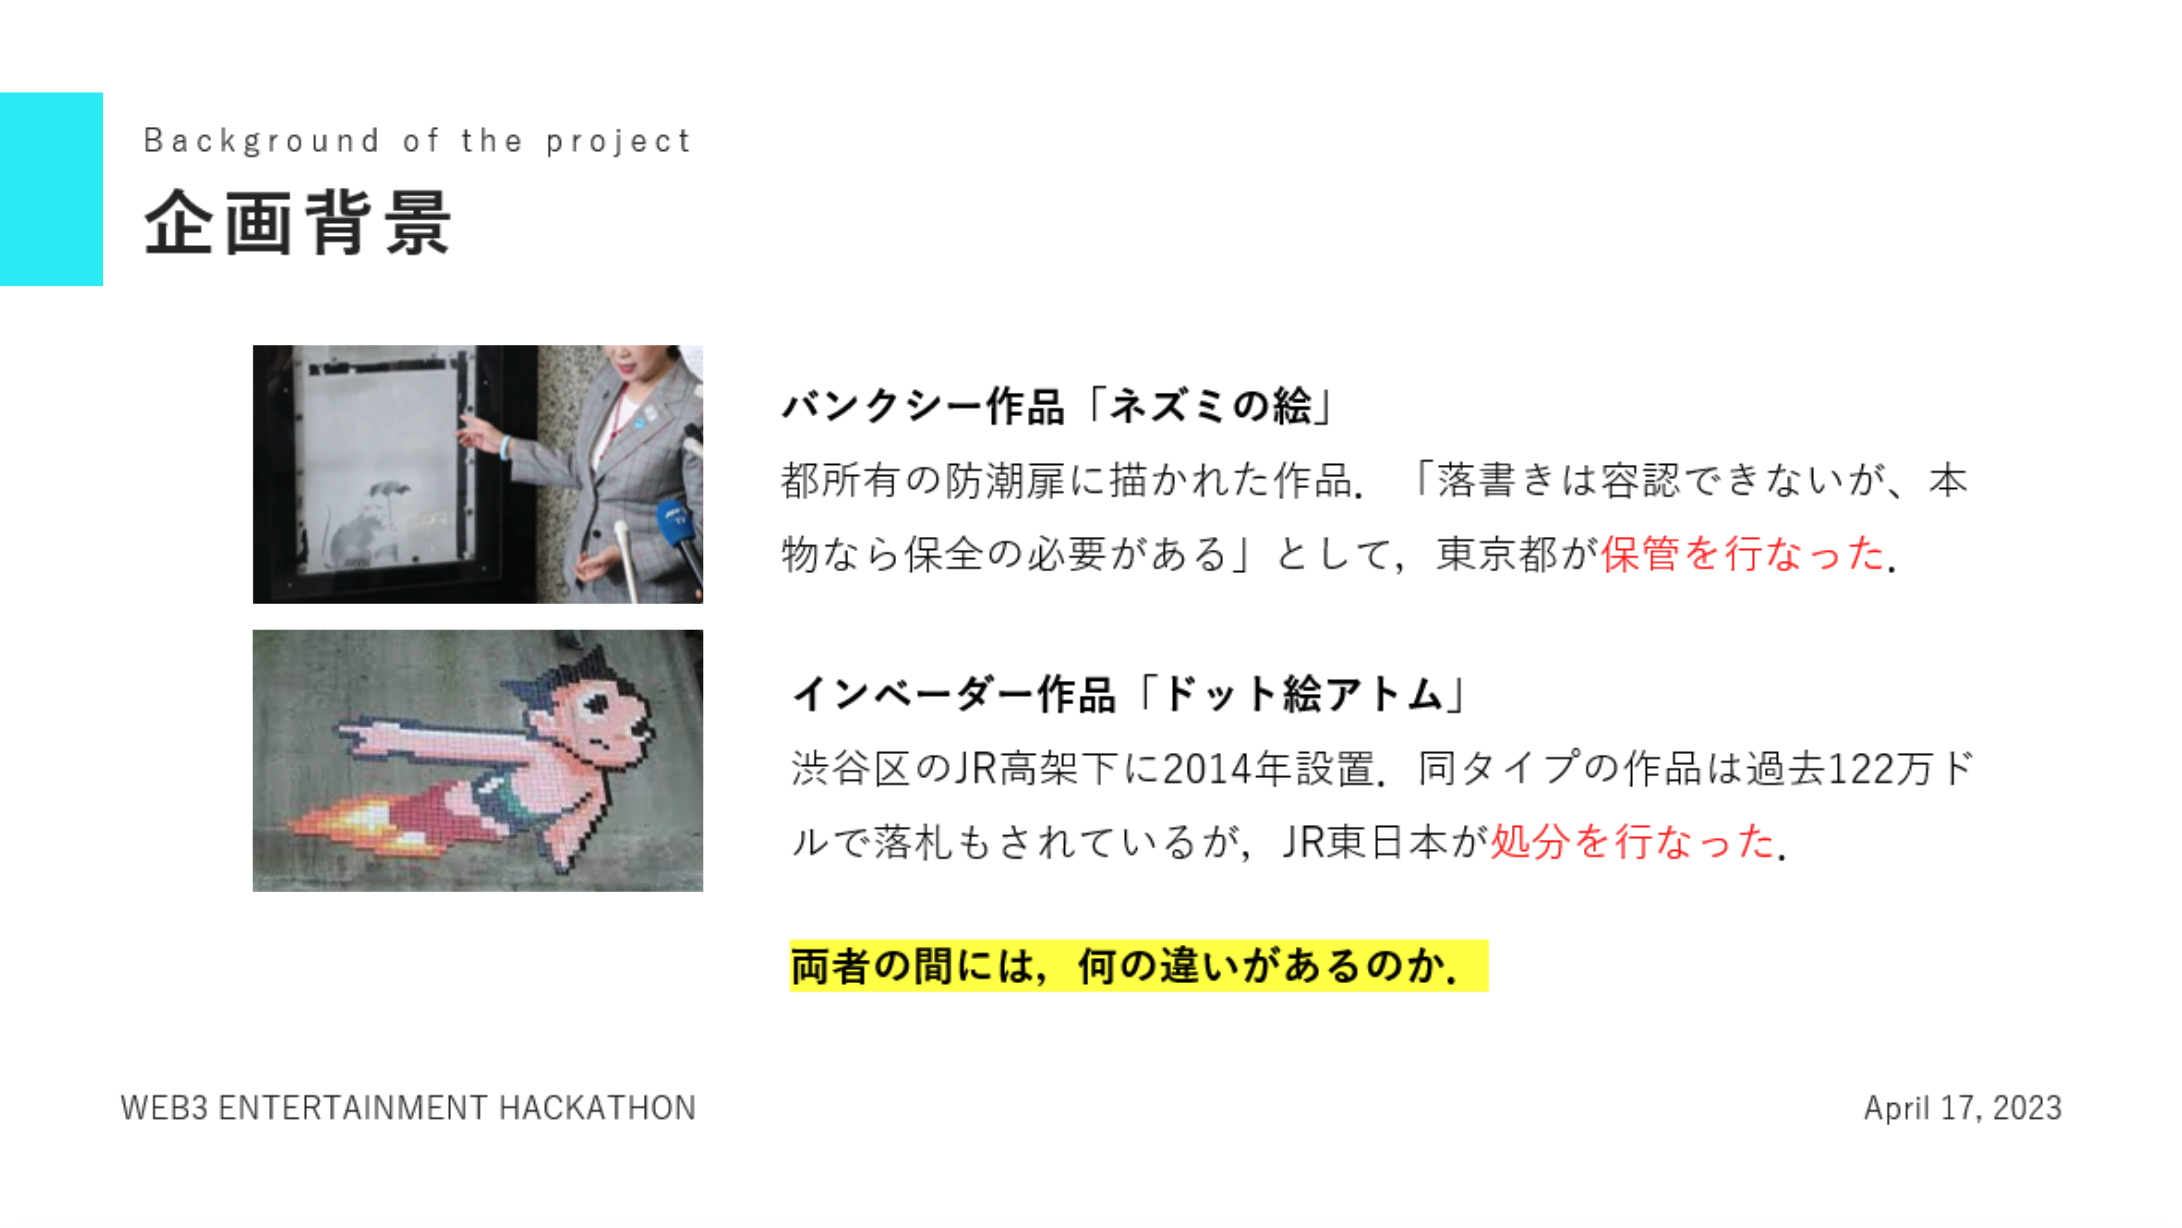 Background of the project
企画背景
バンクシー作品「ネズミの絵」
都所有の防潮扉に描かれた作品．「落書きは容認できないが、本
物なら保全の必要がある」として，東京都が保管を行なった．
インベーダー作品「ドット絵アトム」
渋谷区のJR高架下に2014年設置．同タイプの作品は過去122万ド
ルで落札もされているが，JR東日本が処分を行なった．
両者の間には，何の違いがあるのか．
WEB3 ENTERTAINMENT HACKATHON
April 17, 2023